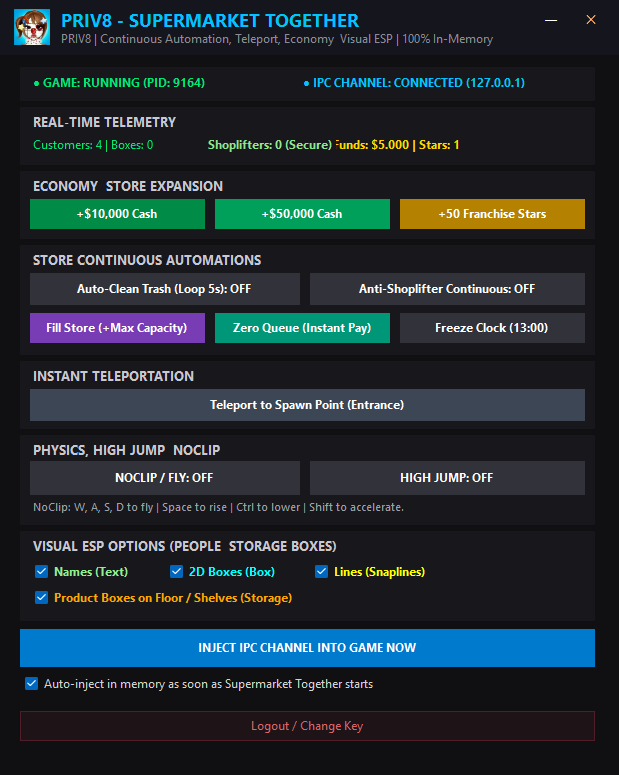 PRIV8 - SUPERMARKET TOGETHER
PRIV8 | Continuous Automation, Teleport, Economy  Visual ESP | 100% In-Memory
● GAME: RUNNING (PID: 9164)
● IPC CHANNEL: CONNECTED (127.0.0.1)
REAL-TIME TELEMETRY
Customers: 4 | Boxes: 0
Shoplifters: 0 (Secure)
Funds: $5.000 | Stars: 1
ECONOMY  STORE EXPANSION
+$10,000 Cash
+$50,000 Cash
+50 Franchise Stars
STORE CONTINUOUS AUTOMATIONS
Auto-Clean Trash (Loop 5s): OFF
Anti-Shoplifter Continuous: OFF
Fill Store (+Max Capacity)
Zero Queue (Instant Pay)
Freeze Clock (13:00)
INSTANT TELEPORTATION
Teleport to Spawn Point (Entrance)
PHYSICS, HIGH JUMP  NOCLIP
NOCLIP / FLY: OFF
HIGH JUMP: OFF
NoClip: W, A, S, D to fly | Space to rise | Ctrl to lower | Shift to accelerate.
VISUAL ESP OPTIONS (PEOPLE  STORAGE BOXES)
Names (Text)
2D Boxes (Box)
Lines (Snaplines)
Product Boxes on Floor / Shelves (Storage)
INJECT IPC CHANNEL INTO GAME NOW
Auto-inject in memory as soon as Supermarket Together starts
Logout / Change Key